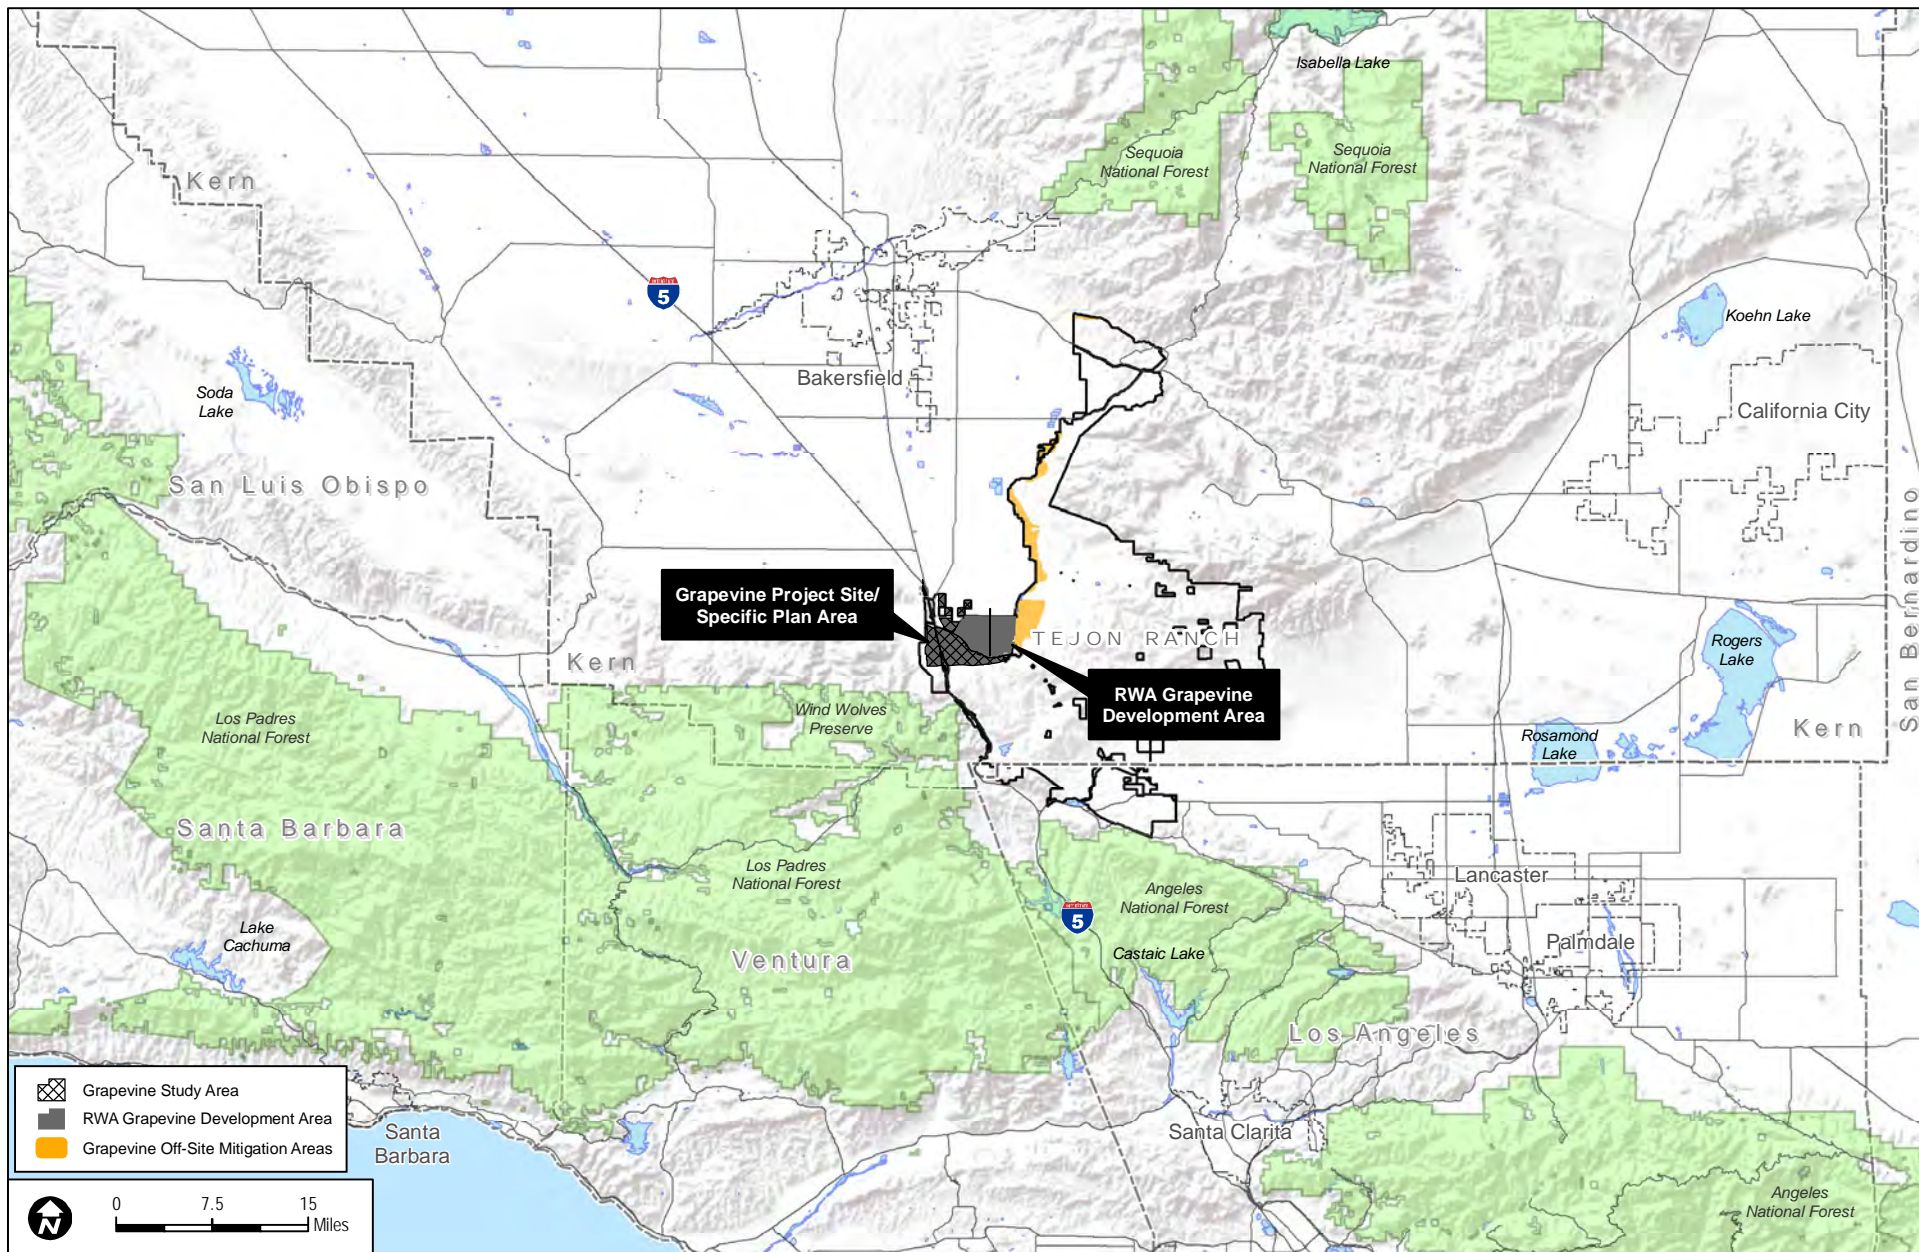 Isabella Lake
Sequoia
National Forest
Sequoia
National Forest
Kern
5
Koehn Lake
Soda
Lake
Bakersfield
California City
San Luis Obispo
San Bernardino
Grapevine Project Site/
Specific Plan Area
TEJON RANCH
Kern
Rogers
Lake
RWA Grapevine
Development Area
Los Padres
National Forest
Wind Wolves
Preserve
Rosamond
Lake
Kern
Santa Barbara
Los Padres
National Forest
Lancaster
Angeles
National Forest
5
Lake
Cachuma
Ventura
Castaic Lake
Palmdale
Los Angeles
Grapevine Study Area
RWA Grapevine Development Area
Grapevine Off-Site Mitigation Areas
Santa
Barbara
Santa Clarita
Angeles
National Forest
N
0 7.5 15
Miles